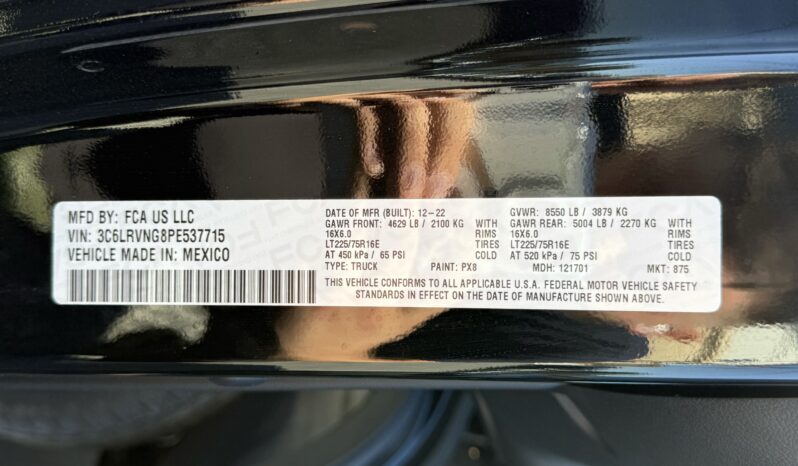 MFD BY: FCA US LLC
VIN: 3C6LRVNG8PE537715
VEHICLE MADE IN: MEXICO
DATE OF MFR (BUILT): 12-22
GAWR FRONT: 4629 LB / 2100 KG WITH
16X6.0 RIMS
LT225/75R16E TIRES
AT 450 kPa / 65 PSI COLD
TYPE: TRUCK PAINT: PX8
GVWR: 8550 LB / 3879 KG
GAWR REAR: 5004 LB / 2270 KG WITH
16X6.0 RIMS
LT225/75R16E TIRES
AT 520 kPa / 75 PSI COLD
MDH: 121701 MKT: 875
THIS VEHICLE CONFORMS TO ALL APPLICABLE U.S.A. FEDERAL MOTOR VEHICLE SAFETY
STANDARDS IN EFFECT ON THE DATE OF MANUFACTURE SHOWN ABOVE.